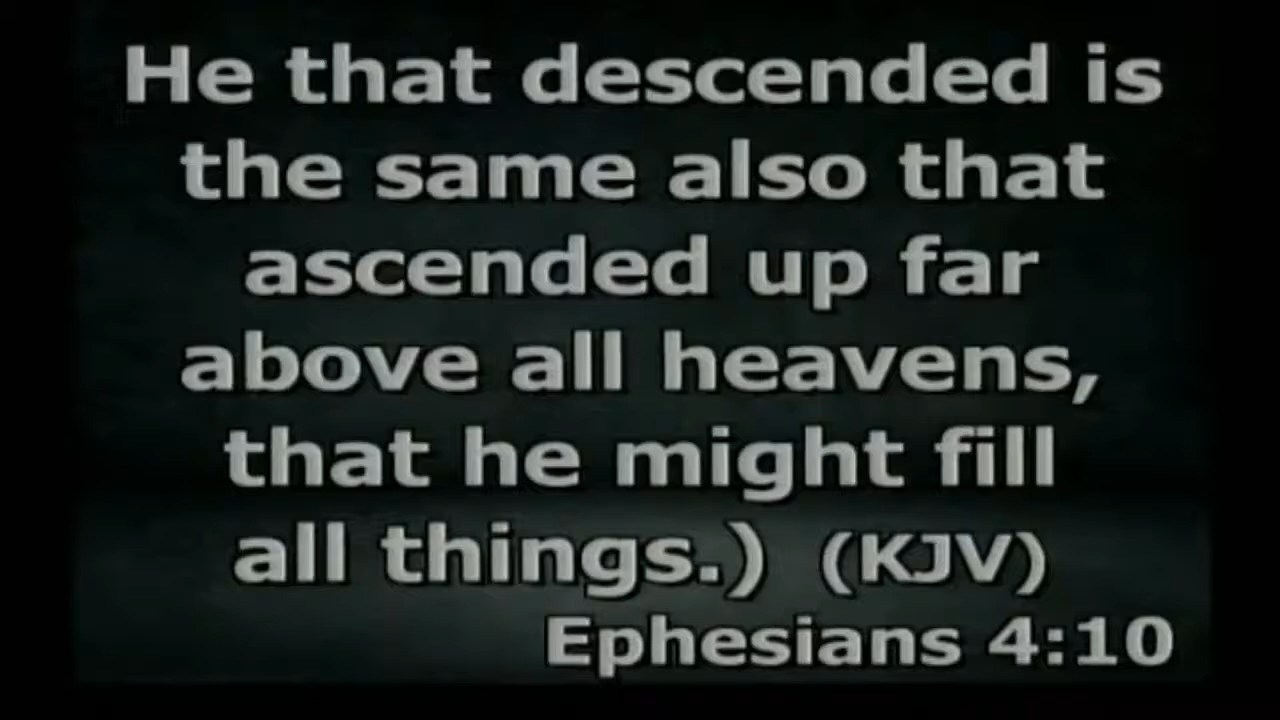 He that descended is
the same also that
ascended up far
above all heavens,
that he might fill
all things.) (KJV)
Ephesians 4:10